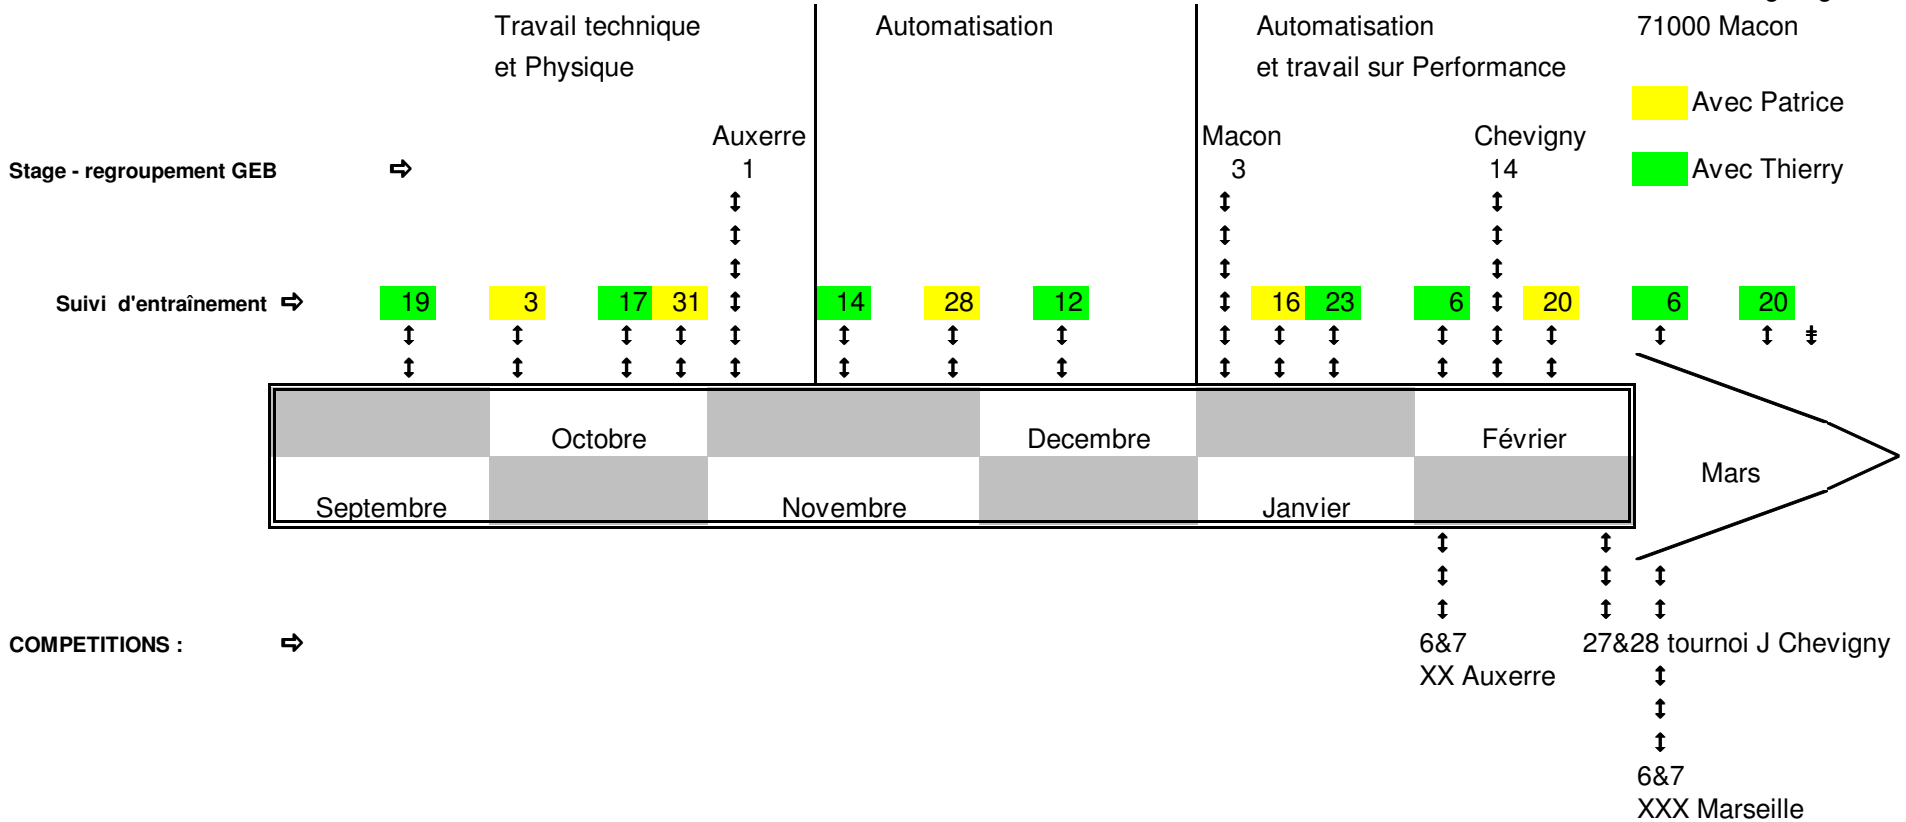 Travail technique Automatisation Automatisation 71000 Macon
et Physique et travail sur Performance
Avec Patrice
Auxerre Macon Chevigny
Stage - regroupement GEB 1 3 14 Avec Thierry
Suivi d'entraînement 19 3 17 31 14 28 12 16 23 6 20 6 20
Octobre Decembre Février
Mars
Septembre Novembre Janvier
COMPETITIONS : 6&7 27&28 tournoi J Chevigny
XX Auxerre
6&7
XXX Marseille